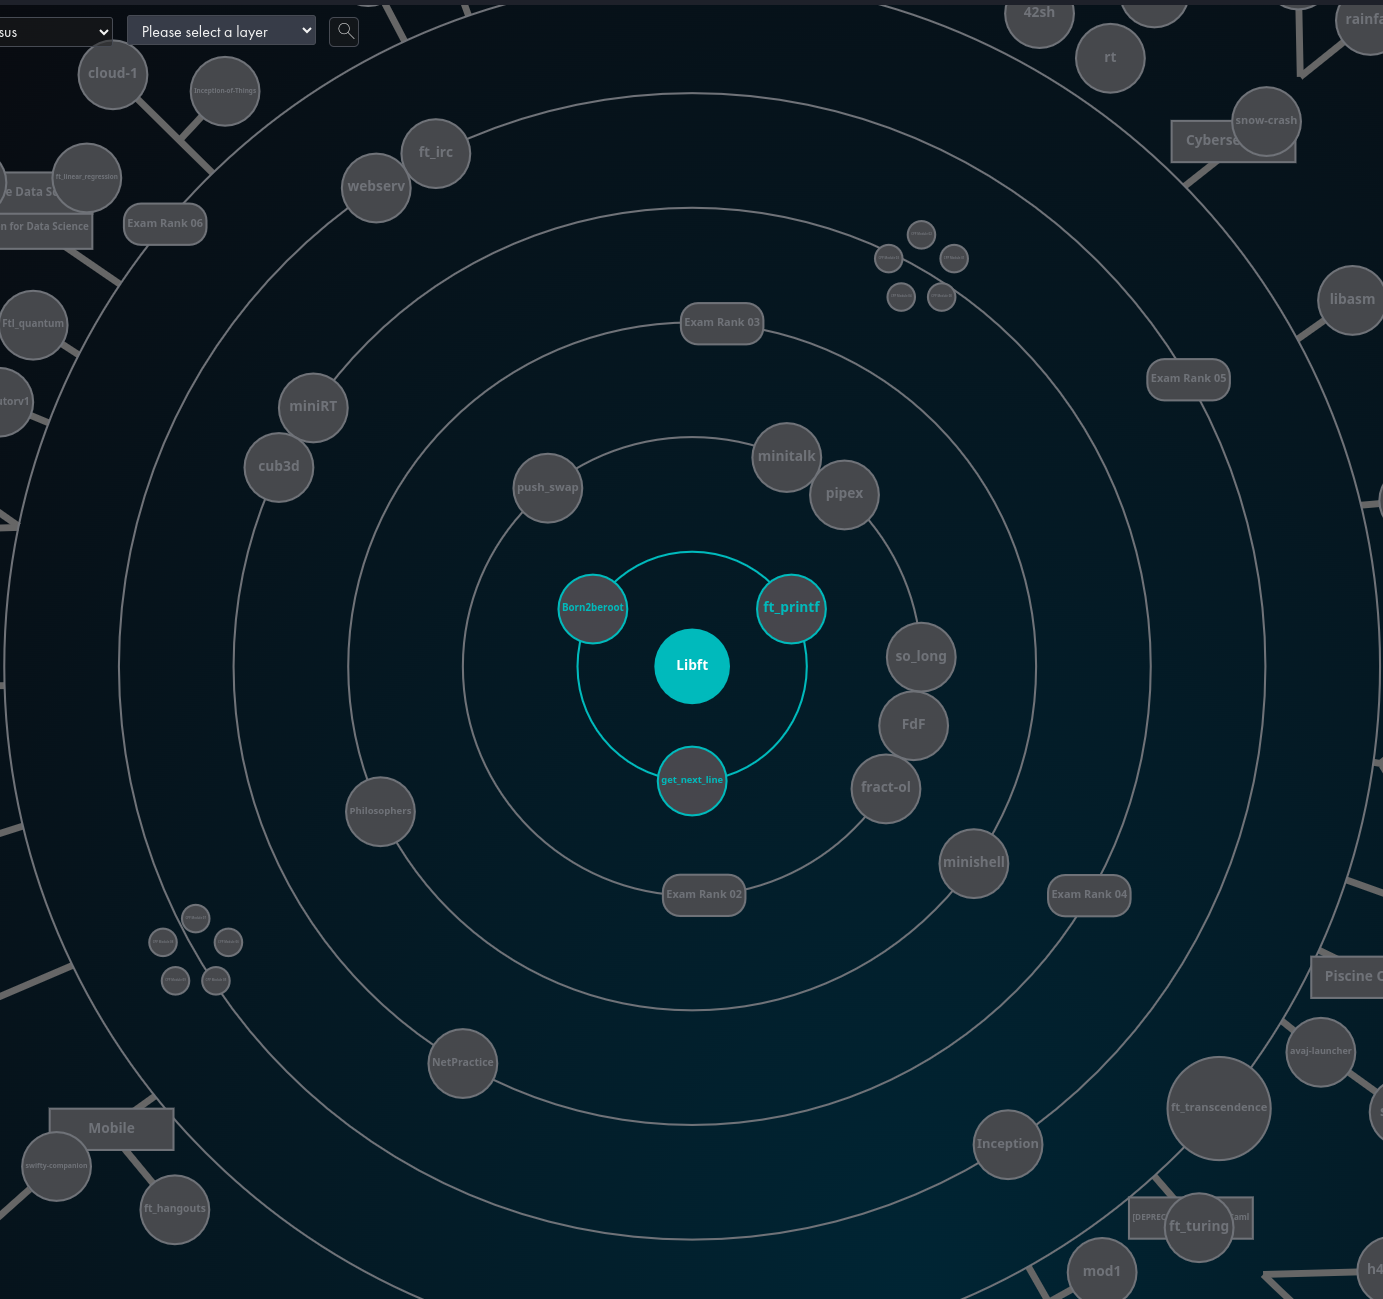 sus
Please select a layer
42sh
rainfa
rt
cloud-1
Inception-of-Things
snow-crash
Cyberse
ft_irc
webserv
ft_linear_regression
e Data Sc
Exam Rank 06
n for Data Science
libasm
Exam Rank 03
Ftl_quantum
Exam Rank 05
utorv1
miniRT
minitalk
cub3d
push_swap
pipex
Born2beroot
ft_printf
Libft
so_long
FdF
get_next_line
fract-ol
Philosophers
minishell
Exam Rank 02
Exam Rank 04
Piscine O
avaj-launcher
NetPractice
ft_transcendence
Mobile
Inception
swifty-companion
ft_hangouts
[DEPREC
aml
ft_turing
mod1
h4